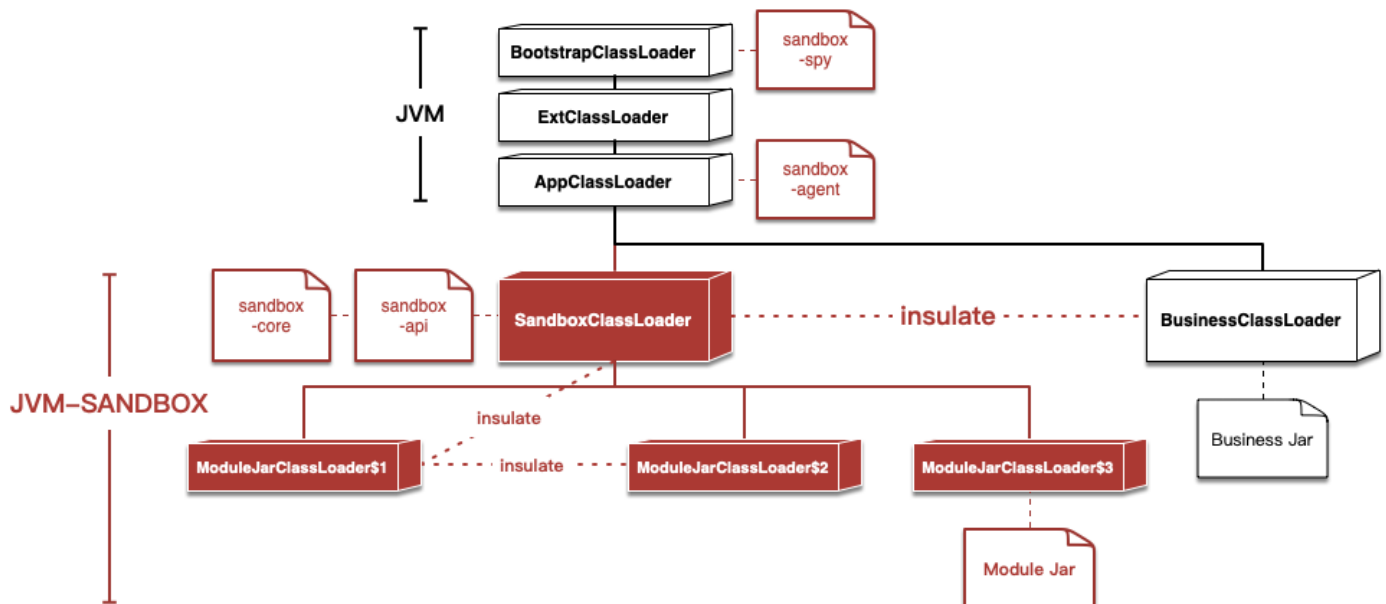 BootstrapClassLoader
sandbox
-spy
JVM
ExtClassLoader
AppClassLoader
sandbox
-agent
sandbox
-core
sandbox
-api
SandboxClassLoader
insulate
BusinessClassLoader
JVM-SANDBOX
insulate
Business Jar
ModuleJarClassLoader$1
insulate
ModuleJarClassLoader$2
ModuleJarClassLoader$3
Module Jar